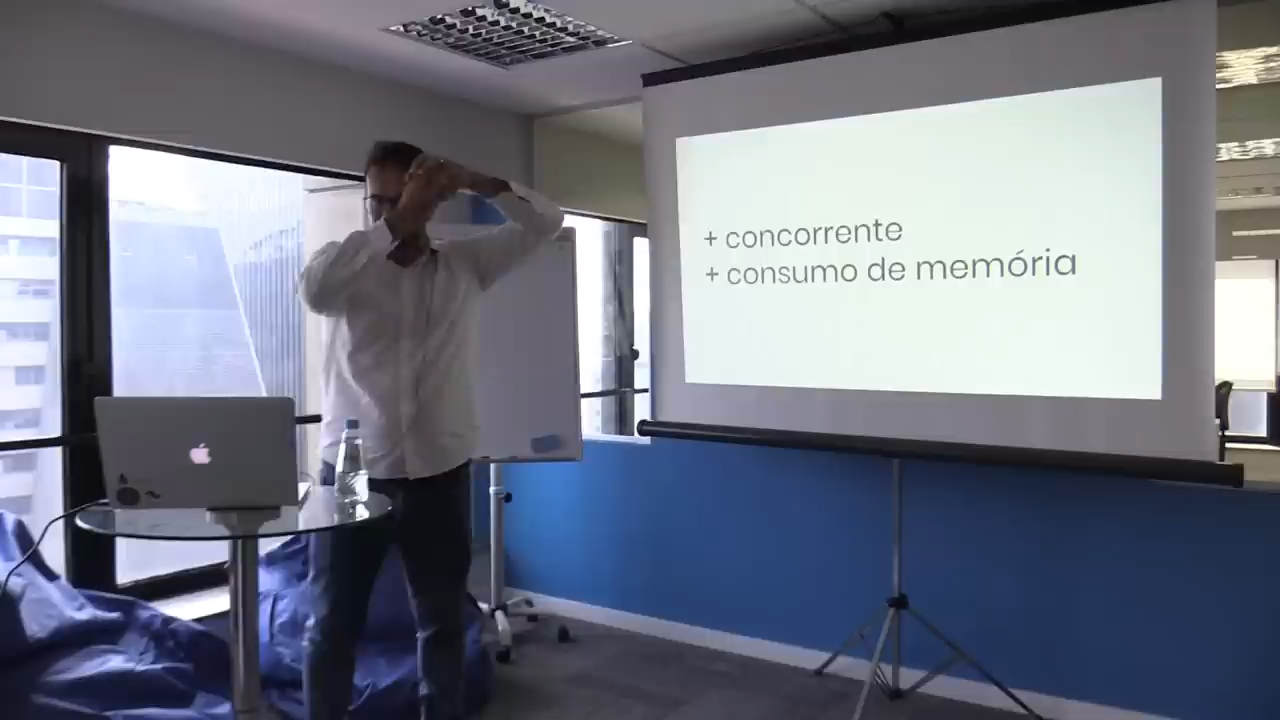 + concorrente
+ consumo de memória